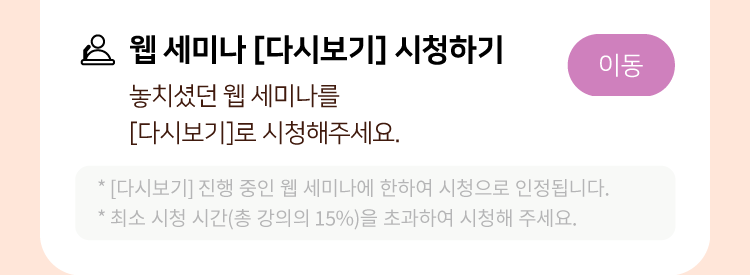 웹 세미나 [다시보기] 시청하기
이동
놓치셨던 웹 세미나를
[다시보기]로 시청해주세요.
* [다시보기] 진행 중인 웹 세미나에 한하여 시청으로 인정됩니다.
* 최소 시청 시간(총 강의의 15%)을 초과하여 시청해 주세요.